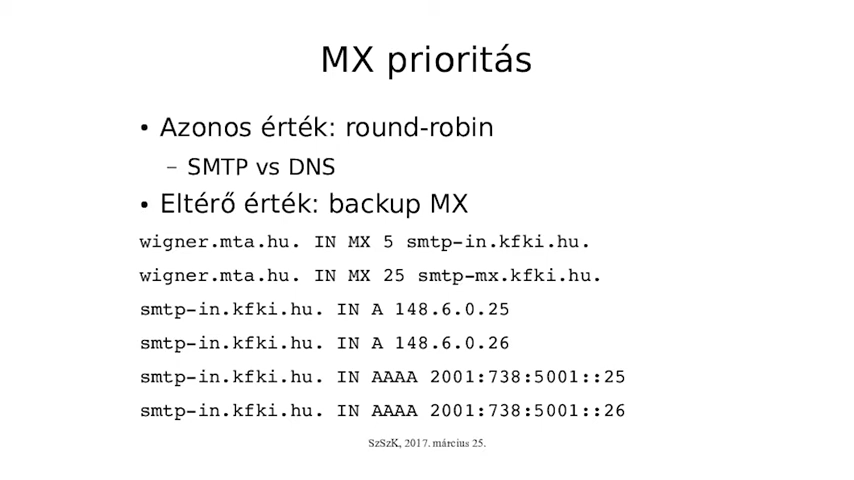 MX prioritás
• Azonos érték: round-robin
– SMTP vs DNS
• Eltérő érték: backup MX
wigner.mta.hu. IN MX 5 smtp-in.kfki.hu.
wigner.mta.hu. IN MX 25 smtp-mx.kfki.hu.
smtp-in.kfki.hu. IN A 148.6.0.25
smtp-in.kfki.hu. IN A 148.6.0.26
smtp-in.kfki.hu. IN AAAA 2001:738:5001::25
smtp-in.kfki.hu. IN AAAA 2001:738:5001::26
SzSzK, 2017. március 25.